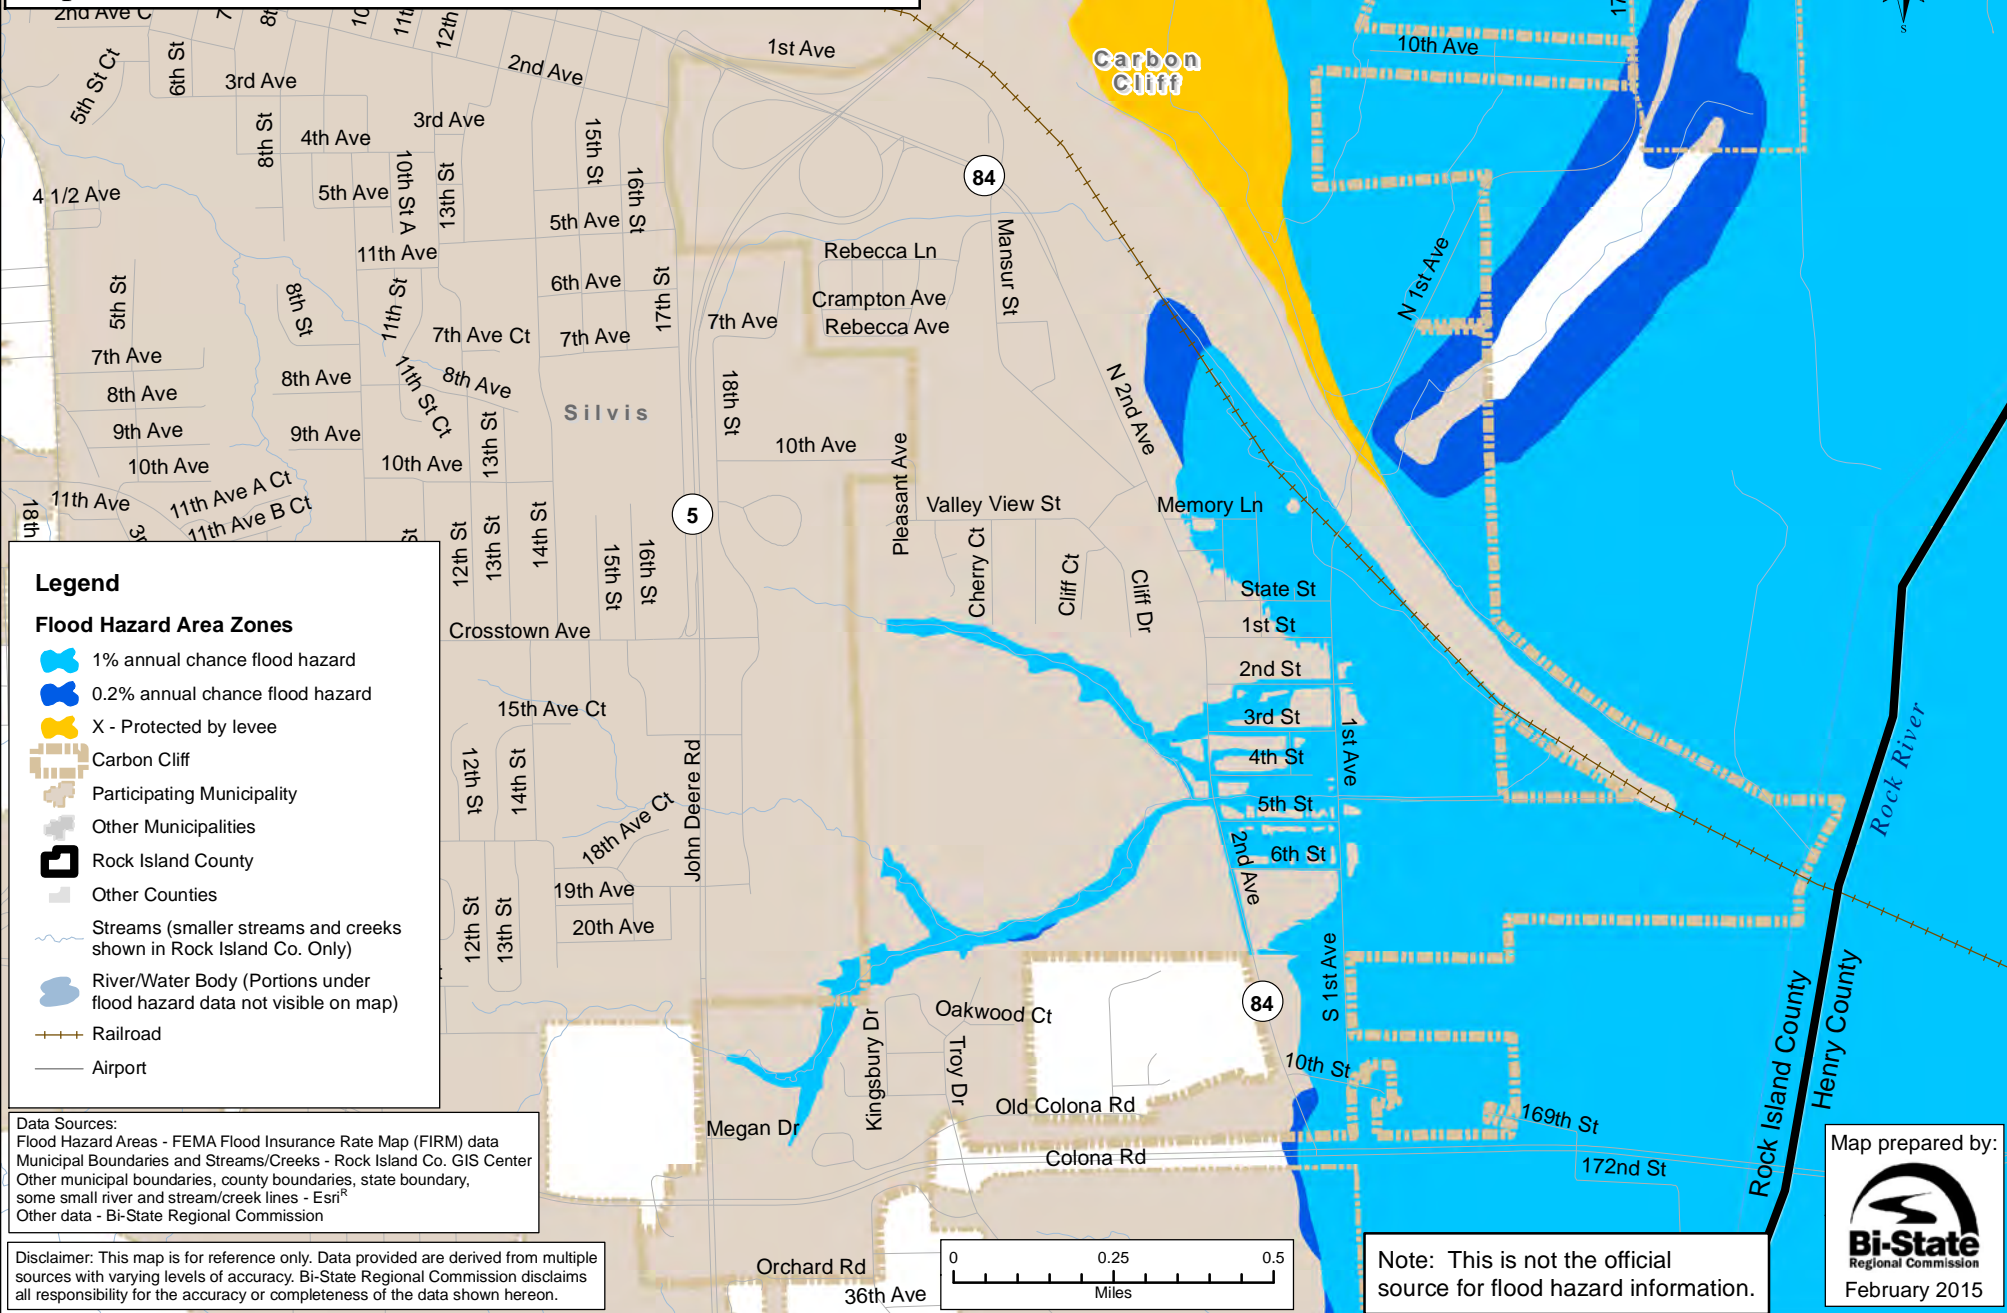 2nd Ave C
7
8t
10
11t
12th
1st Ave
17
S
10th Ave
Carbon
Cliff
5th St Ct
6th St
3rd Ave
2nd Ave
8th St
4th Ave
3rd Ave
15th St
16th St
84
4 1/2 Ave
5th Ave
10th St A
13th St
5th Ave
11th Ave
Rebecca Ln
Mansur St
N 1st Ave
5th St
8th St
11th St
6th Ave
17th St
Crampton Ave
Rebecca Ave
7th Ave
7th Ave Ct
7th Ave
7th Ave
8th Ave
8th Ave
11th St Ct
8th Ave
Silvis
18th St
N 2nd Ave
9th Ave
9th Ave
13th St
10th Ave
Pleasant Ave
10th Ave
10th Ave
11th Ave
11th Ave A Ct
11th Ave B Ct
18th
3r
St
12th St
13th St
14th St
15th St
16th St
5
Valley View St
Memory Ln
Cherry Ct
Cliff Ct
Cliff Dr
State St
1st St
2nd St
3rd St
4th St
5th St
6th St
1st Ave
2nd Ave
Crosstown Ave
15th Ave Ct
12th St
14th St
18th Ave Ct
John Deere Rd
19th Ave
20th Ave
12th St
13th St
Rock River
Rock Island County
Henry County
Oakwood Ct
84
S 1st Ave
Kingsbury Dr
Troy Dr
10th St
Old Colona Rd
Megan Dr
Colona Rd
169th St
172nd St
Orchard Rd
36th Ave
Legend
Flood Hazard Area Zones
1% annual chance flood hazard
0.2% annual chance flood hazard
X - Protected by levee
Carbon Cliff
Participating Municipality
Other Municipalities
Rock Island County
Other Counties
Streams (smaller streams and creeks
shown in Rock Island Co. Only)
River/Water Body (Portions under
flood hazard data not visible on map)
Railroad
Airport
Data Sources:
Flood Hazard Areas - FEMA Flood Insurance Rate Map (FIRM) data
Municipal Boundaries and Streams/Creeks - Rock Island Co. GIS Center
Other municipal boundaries, county boundaries, state boundary,
some small river and stream/creek lines - Esri R
Other data - Bi-State Regional Commission
Disclaimer: This map is for reference only. Data provided are derived from multiple
sources with varying levels of accuracy. Bi-State Regional Commission disclaims
all responsibility for the accuracy or completeness of the data shown hereon.
0 0.25 0.5
Miles
Note: This is not the official
source for flood hazard information.
Map prepared by:
Bi-State
Regional Commission
February 2015